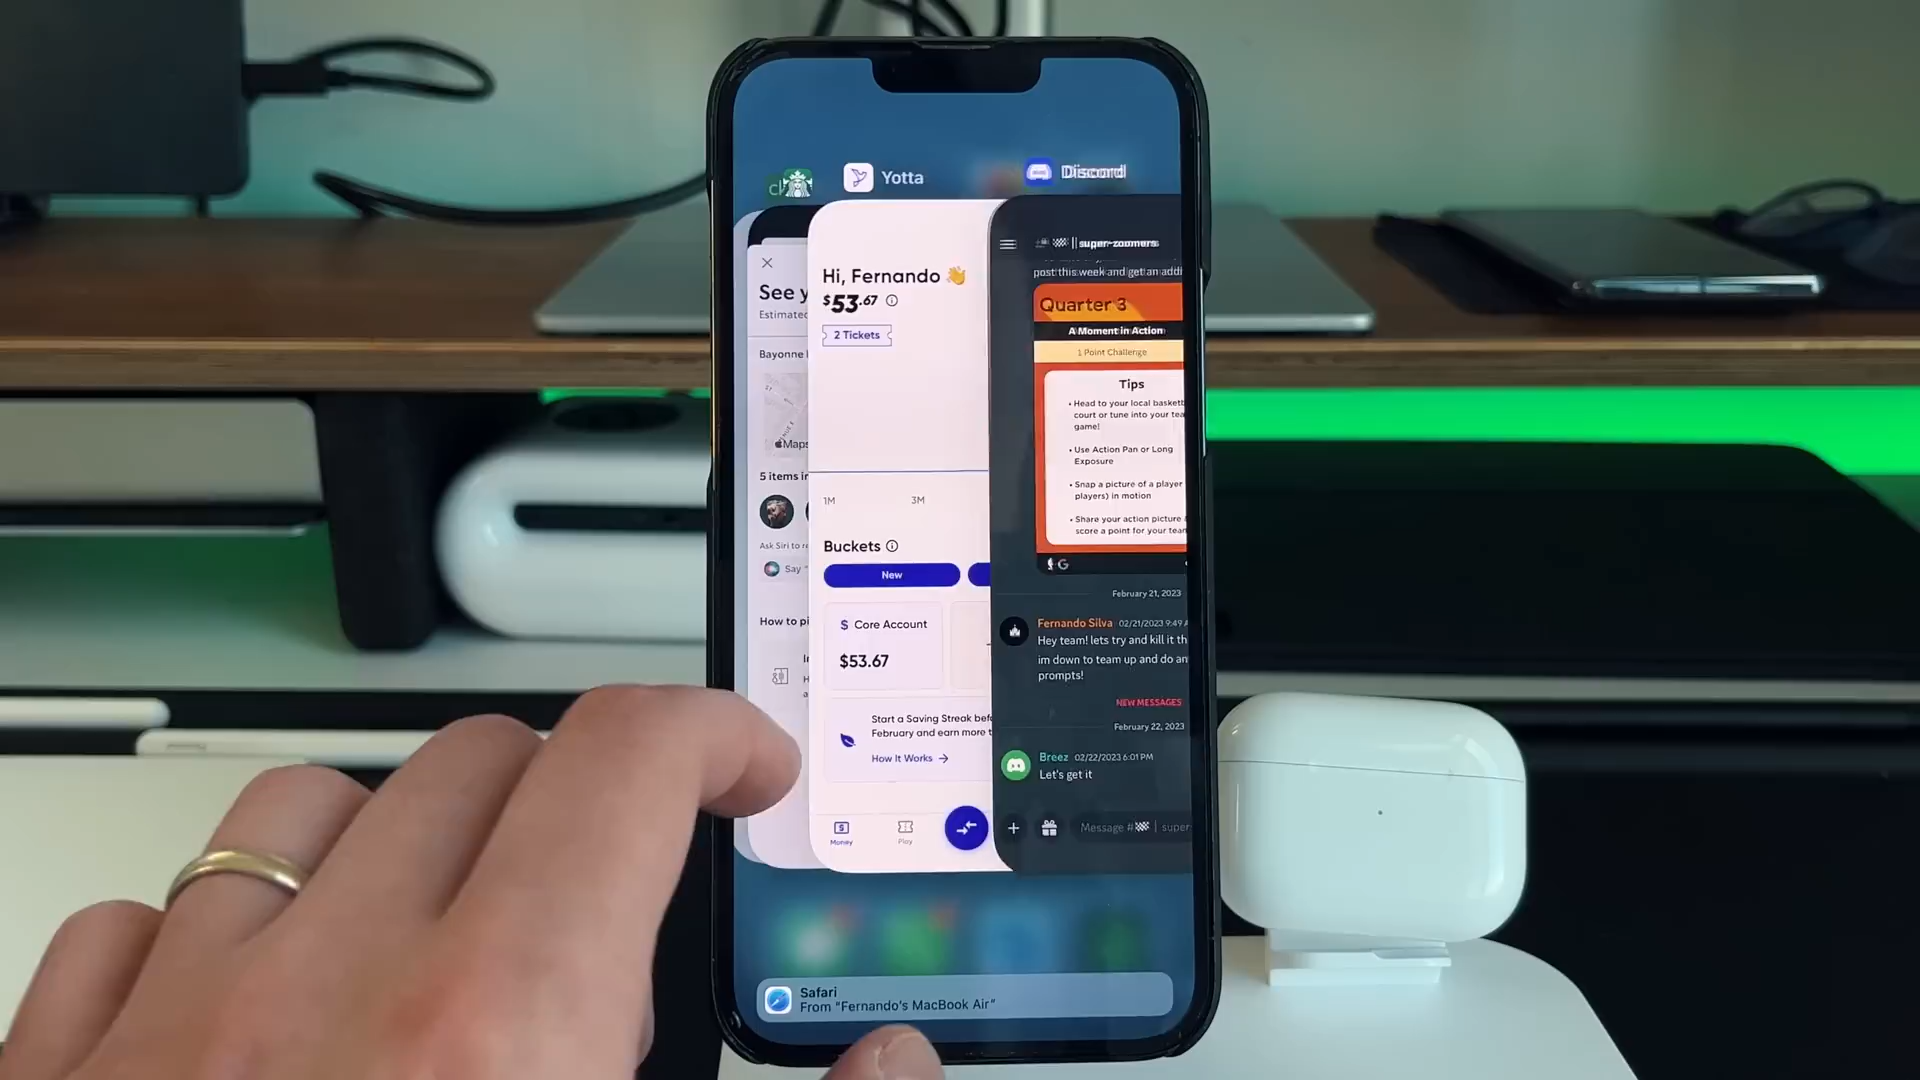 Yotta
Discord
See y
Estimated
Bayonne
Maps
5 items in
Ask Siri to re
Say "
How to pi
Hi, Fernando 👋
$53.67
2 Tickets
1M 3M
Buckets
New
$ Core Account
$53.67
Start a Saving Streak befo
February and earn more t
How It Works →
Money
Play
super-zoomers
post this week and get an addi
Quarter 3
A Moment in Action
1 Point Challenge
Tips
• Head to your local basketb
court or tune into your tea
game!
• Use Action Pan or Long
Exposure
• Snap a picture of a player
players) in motion
• Share your action picture
score a point for your team
G
February 21, 2023
Fernando Silva 02/21/2023 9:49 A
Hey team! lets try and kill it th
im down to team up and do an
prompts!
NEW MESSAGES
February 22, 2023
Breez 02/22/2023 6:01 PM
Let's get it
Message # | super
Safari
From "Fernando's MacBook Air"